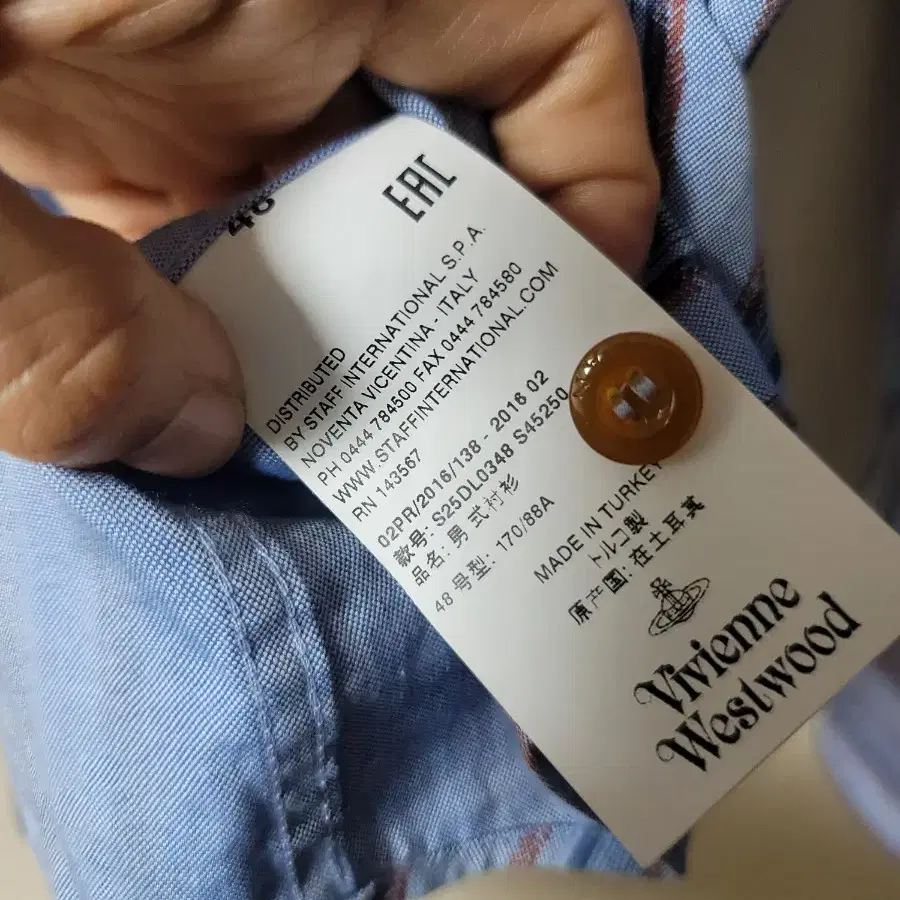 48
EAC
DISTRIBUTED
BY STAFF INTERNATIONAL S.P.A.
NOVENTA VICENTINA - ITALY
PH 0444 784500 FAX 0444 784580
WWW.STAFFINTERNATIONAL.COM
RN 143567
02PR/2016/138 - 2016 02
款号: S25DL0348 S45250
品名: 男 式衬衫
48 号型: 170/88A
MADE IN TURKEY
トルコ製
原产国: 在土耳其
Vivienne
Westwood